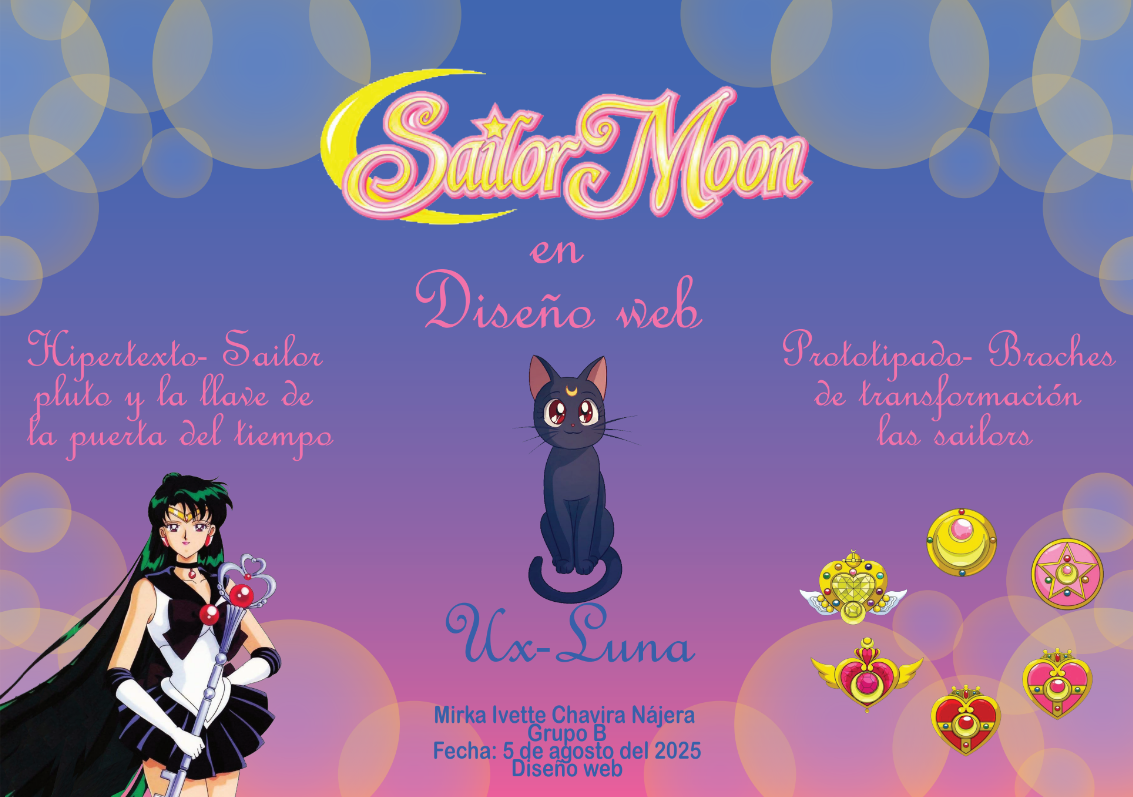 Sailor Moon
en
Diseño web
Hipertexto- Sailor
pluto y la llave de
la puerta del tiempo
Prototipado- Broches
de transformación
las sailors
Ux-Luna
Mirka Ivette Chavira Nájera
Grupo B
Fecha: 5 de agosto del 2025
Diseño web